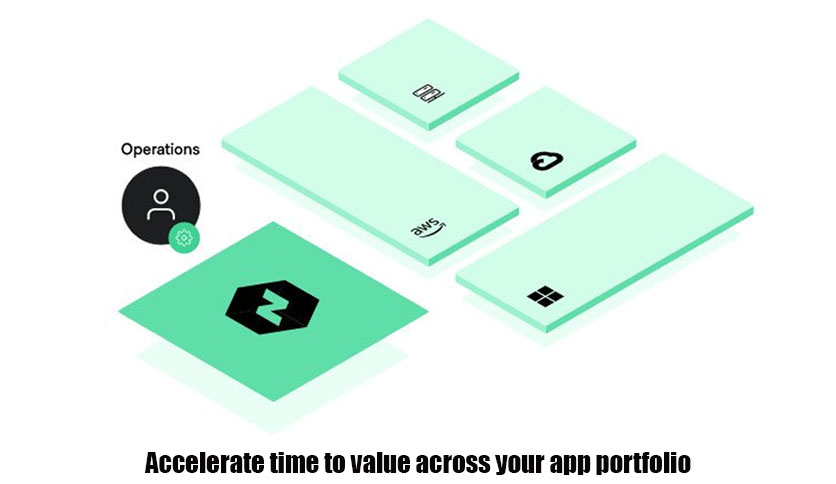 Operations
aws
Z
Accelerate time to value across your app portfolio